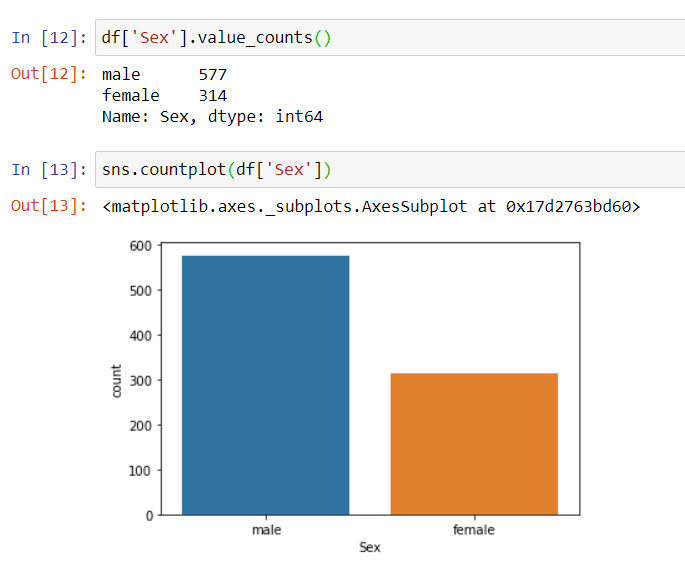 In [12]: df['Sex'].value_counts()
Out[12]: male      577
female    314
Name: Sex, dtype: int64
In [13]: sns.countplot(df['Sex'])
Out[13]: <matplotlib.axes._subplots.AxesSubplot at 0x17d2763bd60>
600
500
400
300
200
100
0
count
male female
Sex